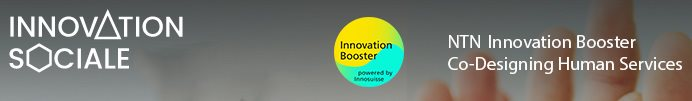 INNOVATION
SOCIALE
Innovation
Booster
powered by
Innosuisse
NTN Innovation Booster
Co-Designing Human Services